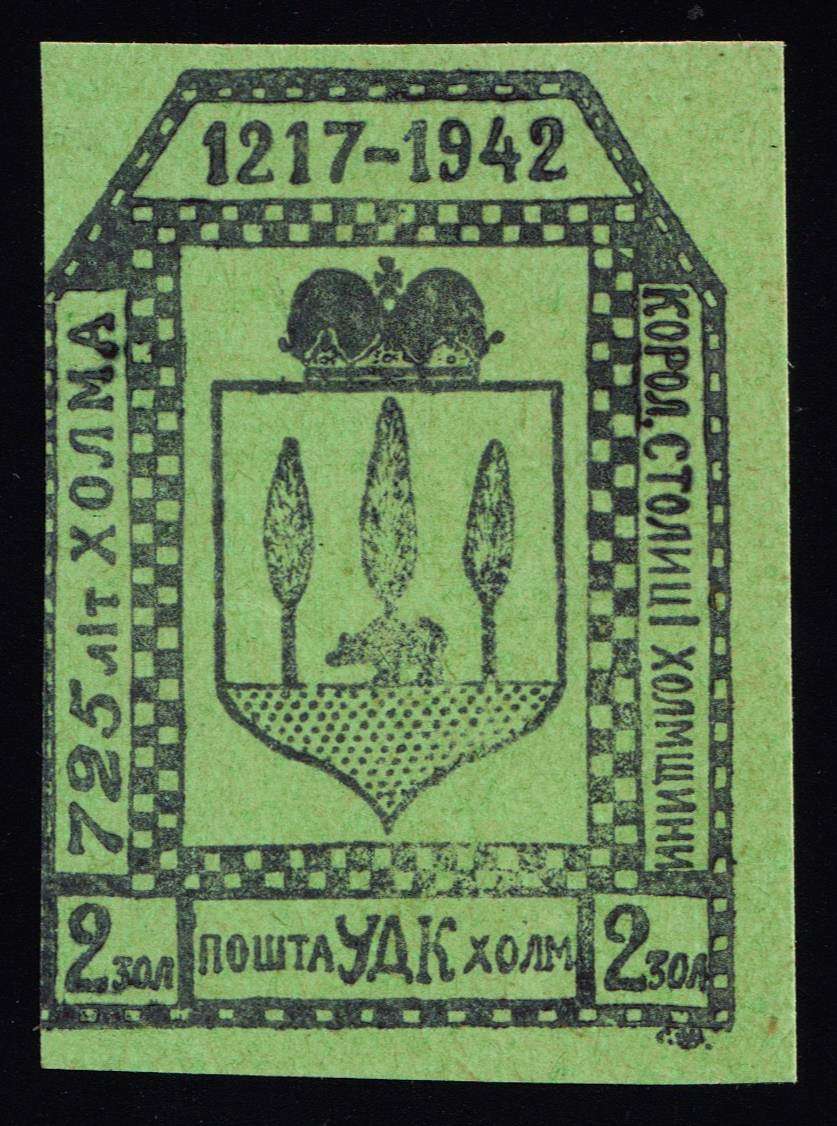 1217-1942
725 літ ХОЛМА
КОРОЛ. СТОЛИЦІ ХОЛМЩИНИ
2 зол
ПОШТА УДК ХОЛМ
2 зол